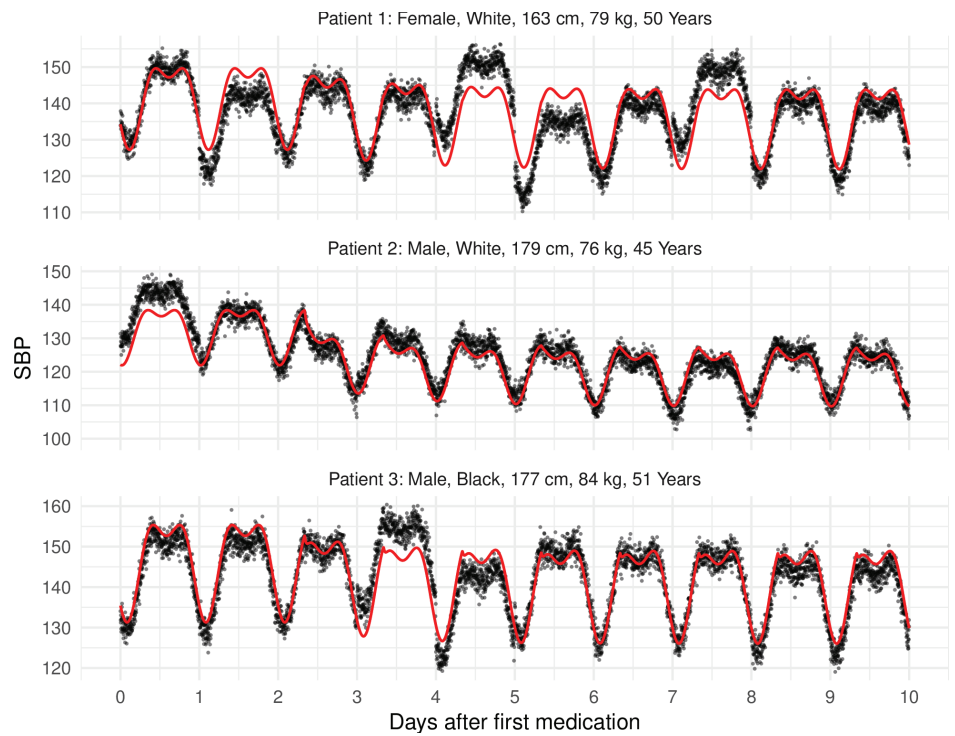 Patient 1: Female, White, 163 cm, 79 kg, 50 Years
150
140
130
120
110
Patient 2: Male, White, 179 cm, 76 kg, 45 Years
150
140
130
120
110
100
SBP
Patient 3: Male, Black, 177 cm, 84 kg, 51 Years
160
150
140
130
120
0 1 2 3 4 5 6 7 8 9 10
Days after first medication